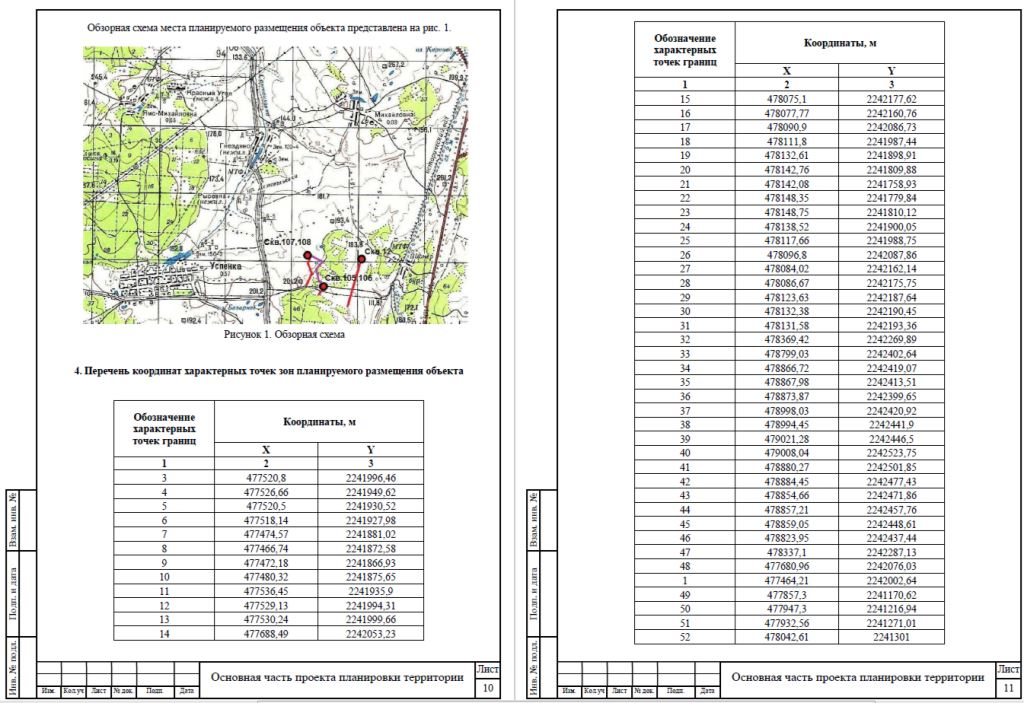 Обзорная схема места планируемого размещения объекта представлена на рис. 1.
Красный Угол
(нежил.)
Михайловка
Гнездино
(нежил.)
МТФ
Успенка
Скв.107,108
Скв.12
Скв.105,106
Рисунок 1. Обзорная схема
4. Перечень координат характерных точек зон планируемого размещения объекта
Обозначение характерных точек границ Координаты, м
X Y
1 2 3
3 477520,8 2241996,46
4 477526,66 2241949,62
5 477520,5 2241930,52
6 477518,14 2241927,98
7 477474,57 2241881,02
8 477466,74 2241872,58
9 477472,18 2241866,93
10 477480,32 2241875,65
11 477536,45 2241935,9
12 477529,13 2241994,31
13 477530,24 2241999,66
14 477688,49 2242053,23
Взам. инв. №
Подп. и дата
Инв. № подл.
Изм. Кол.уч Лист № док. Подп. Дата
Основная часть проекта планировки территории
Лист
10
Обозначение характерных точек границ Координаты, м
X Y
1 2 3
15 478075,1 2242177,62
16 478077,77 2242160,76
17 478090,9 2242086,73
18 478111,8 2241987,44
19 478132,61 2241898,91
20 478142,76 2241809,88
21 478142,08 2241758,93
22 478148,35 2241779,84
23 478148,75 2241810,12
24 478138,52 2241900,05
25 478117,66 2241988,75
26 478096,8 2242087,86
27 478084,02 2242162,14
28 478086,67 2242175,75
29 478123,63 2242187,64
30 478132,38 2242190,45
31 478131,58 2242193,36
32 478369,42 2242269,89
33 478799,03 2242402,64
34 478866,72 2242419,07
35 478867,98 2242413,51
36 478873,87 2242399,65
37 478998,03 2242420,92
38 478994,45 2242441,9
39 479021,28 2242446,5
40 479008,04 2242523,75
41 478880,27 2242501,85
42 478884,45 2242477,43
43 478854,66 2242471,86
44 478857,21 2242457,76
45 478859,05 2242448,61
46 478823,95 2242437,44
47 478337,1 2242287,13
48 477680,96 2242076,03
1 477464,21 2242002,64
49 477857,3 2241170,62
50 477947,3 2241216,94
51 477932,56 2241271,01
52 478042,61 2241301
Взам. инв. №
Подп. и дата
Инв. № подл.
Изм. Кол.уч Лист № док. Подп. Дата
Основная часть проекта планировки территории
Лист
11